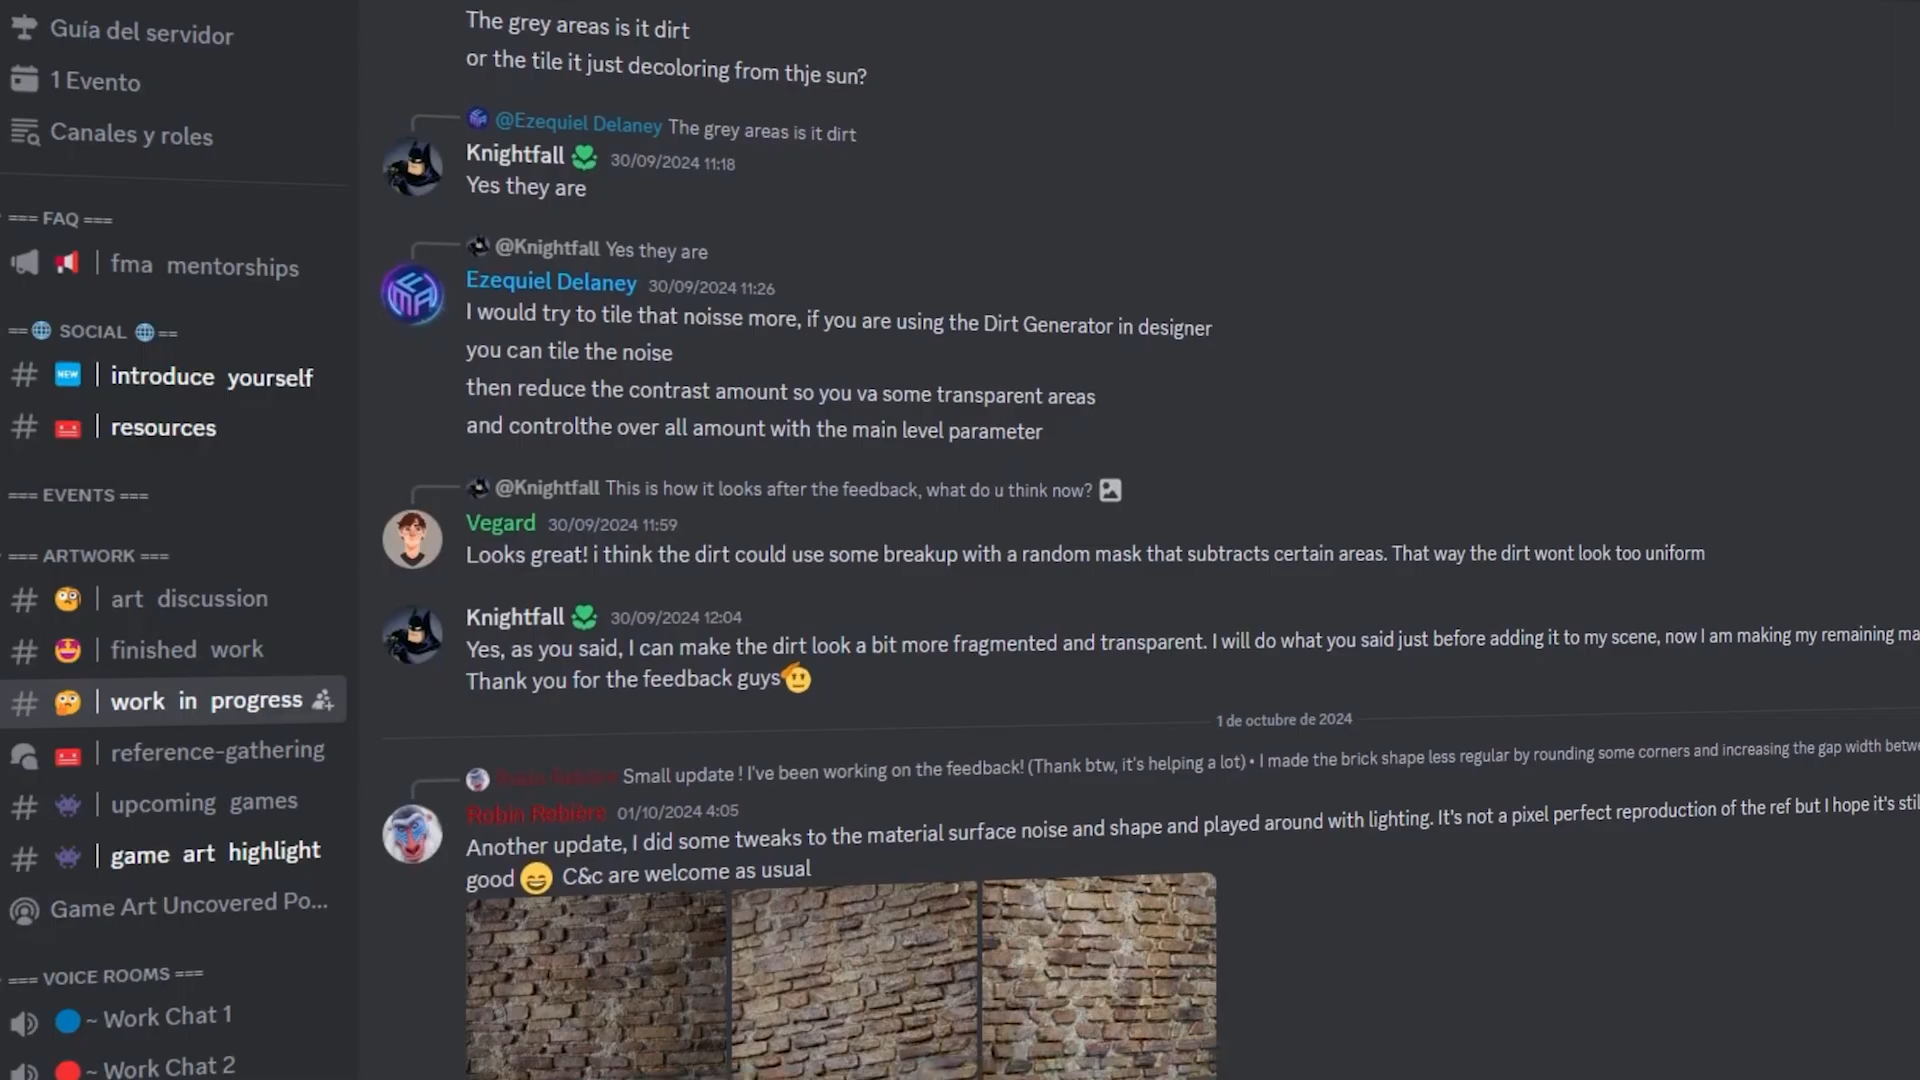 Guía del servidor
1 Evento
Canales y roles
=== FAQ ===
| fma mentorships
== SOCIAL ==
# NEW | introduce yourself
# | resources
=== EVENTS ===
=== ARTWORK ===
# | art discussion
# | finished work
# | work in progress
| reference-gathering
# | upcoming games
# | game art highlight
Game Art Uncovered Po...
=== VOICE ROOMS ===
~ Work Chat 1
~ Work Chat 2
The grey areas is it dirt
or the tile it just decoloring from thje sun?
@Ezequiel Delaney The grey areas is it dirt
Knightfall 30/09/2024 11:18
Yes they are
@Knightfall Yes they are
Ezequiel Delaney 30/09/2024 11:26
I would try to tile that noisse more, if you are using the Dirt Generator in designer
you can tile the noise
then reduce the contrast amount so you va some transparent areas
and controlthe over all amount with the main level parameter
@Knightfall This is how it looks after the feedback, what do u think now?
Vegard 30/09/2024 11:59
Looks great! i think the dirt could use some breakup with a random mask that subtracts certain areas. That way the dirt wont look too uniform
Knightfall 30/09/2024 12:04
Yes, as you said, I can make the dirt look a bit more fragmented and transparent. I will do what you said just before adding it to my scene, now I am making my remaining ma
Thank you for the feedback guys
1 de octubre de 2024
Small update ! I've been working on the feedback! (Thank btw, it's helping a lot) • I made the brick shape less regular by rounding some corners and increasing the gap width betwe
Robin Robière 01/10/2024 4:05
Another update, I did some tweaks to the material surface noise and shape and played around with lighting. It's not a pixel perfect reproduction of the ref but I hope it's stil
good C&c are welcome as usual